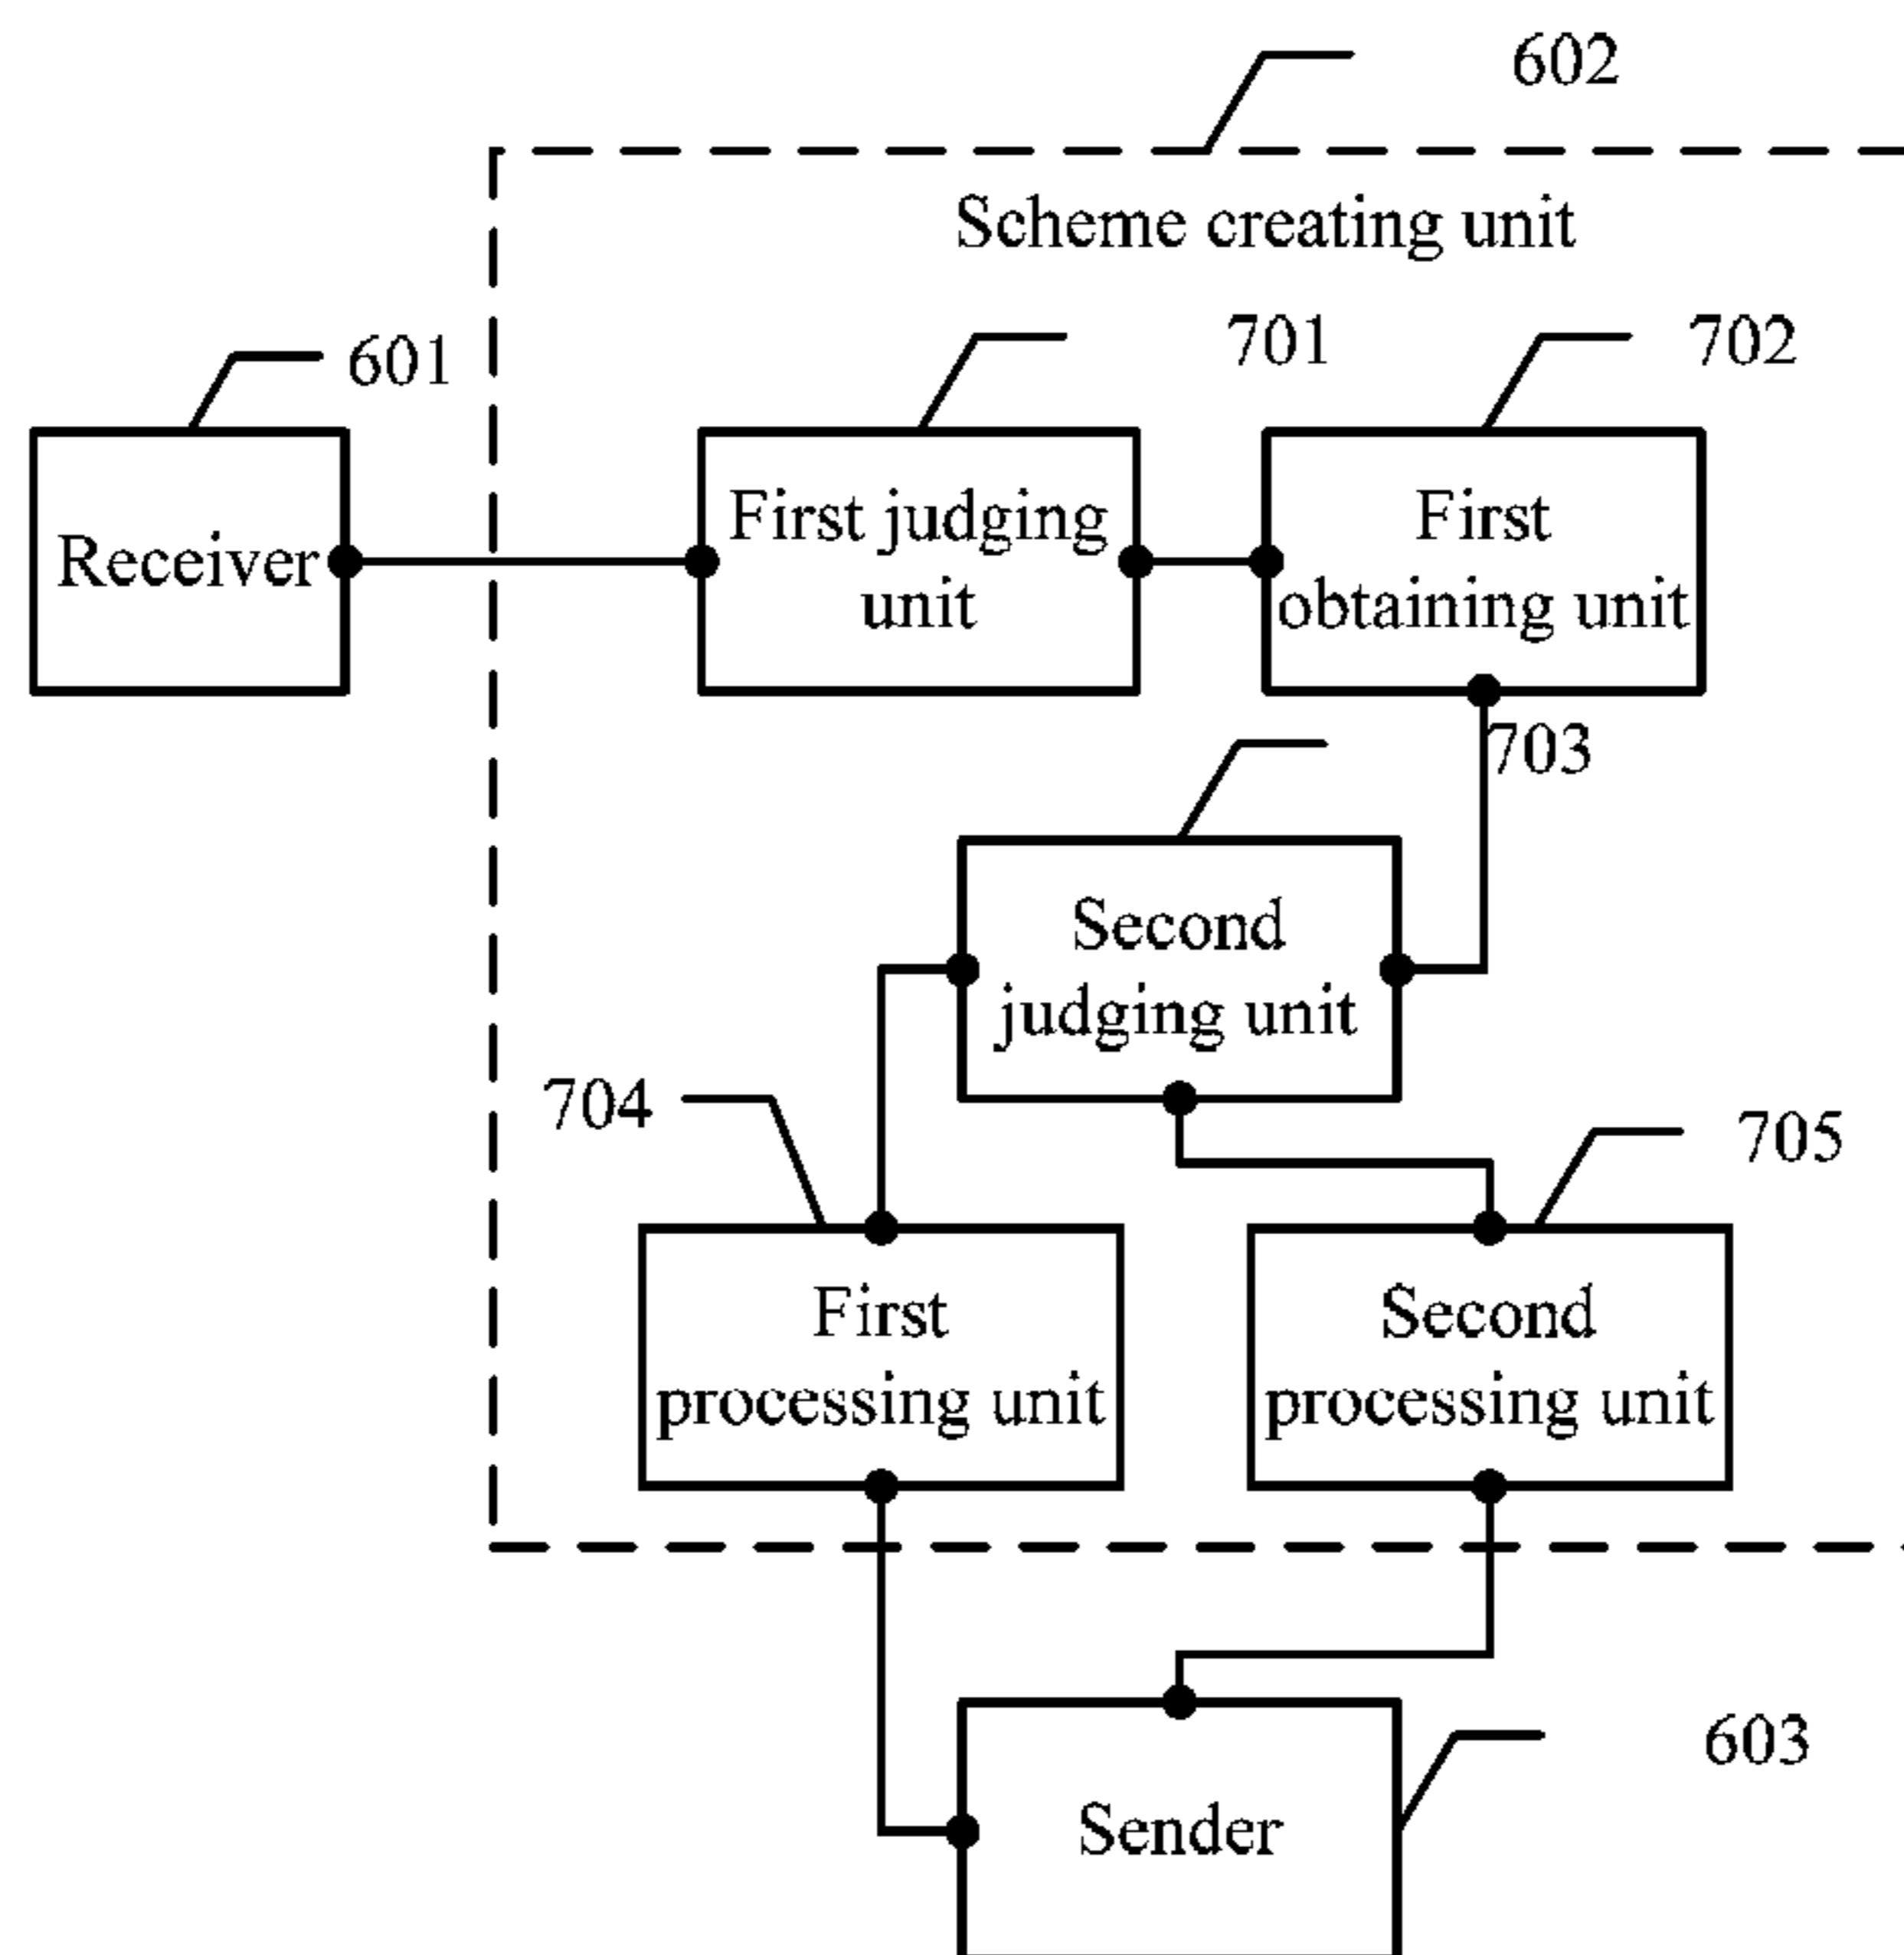 602
Scheme creating unit
601
701
702
Receiver
First judging
unit
First
obtaining unit
703
Second
judging unit
704
705
First
processing unit
Second
processing unit
603
Sender